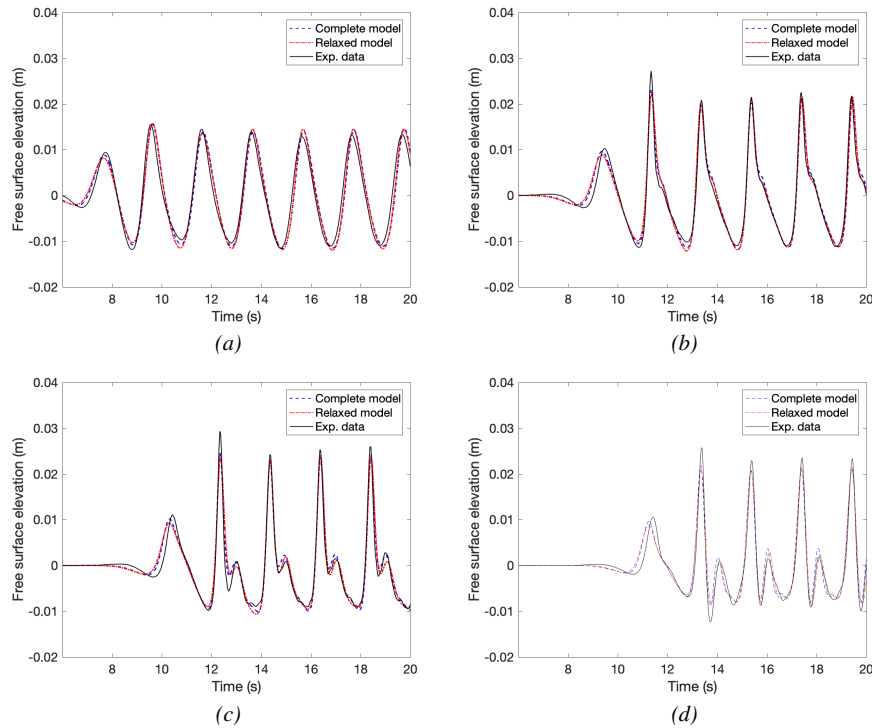 0.04
0.03
0.02
0.01
0
-0.01
-0.02
Free surface elevation (m)
Complete model
Relaxed model
Exp. data
8 10 12 14 16 18 20
Time (s)
(a)
0.04
0.03
0.02
0.01
0
-0.01
-0.02
Free surface elevation (m)
Complete model
Relaxed model
Exp. data
8 10 12 14 16 18 20
Time (s)
(b)
0.04
0.03
0.02
0.01
0
-0.01
-0.02
Free surface elevation (m)
Complete model
Relaxed model
Exp. data
8 10 12 14 16 18 20
Time (s)
(c)
0.04
0.03
0.02
0.01
0
-0.01
-0.02
Free surface elevation (m)
Complete model
Relaxed model
Exp. data
8 10 12 14 16 18 20
Time (s)
(d)